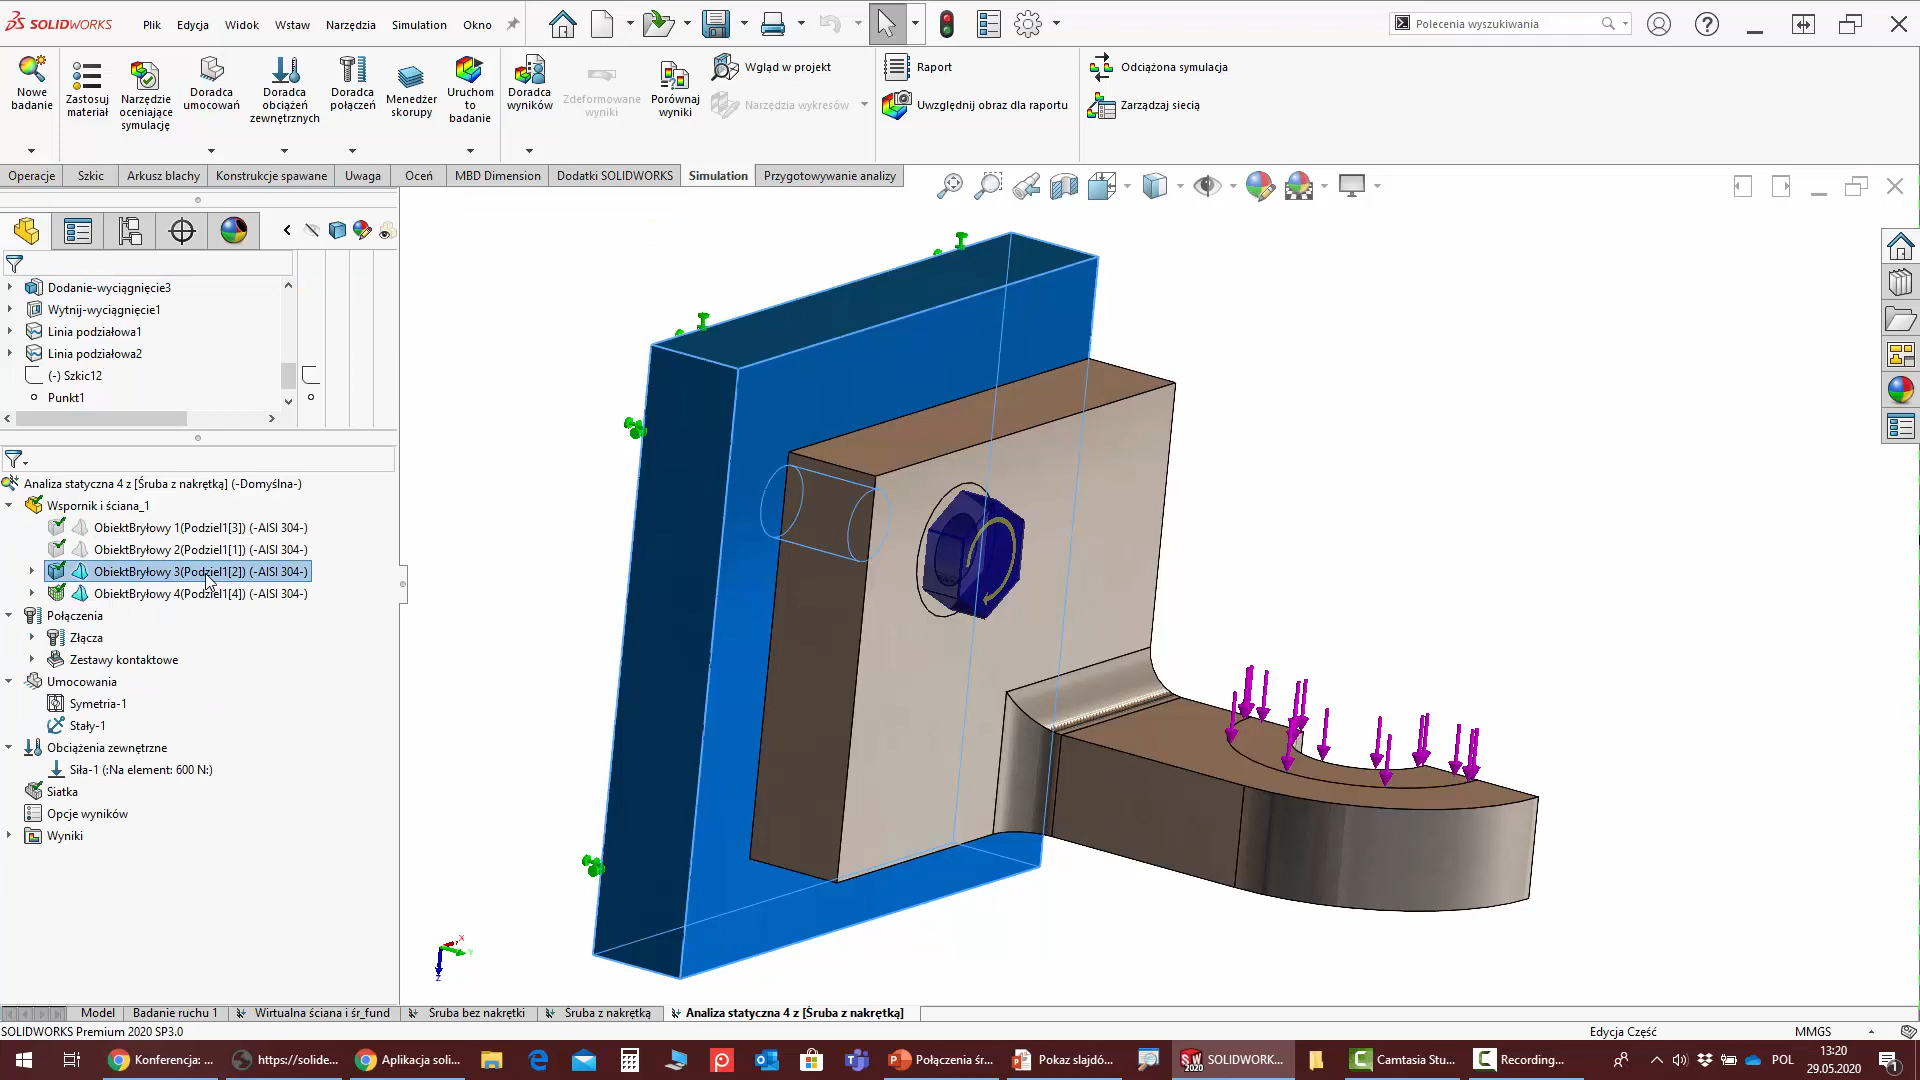 SOLIDWORKS
Plik Edycja Widok Wstaw Narzędzia Simulation Okno
Polecenia wyszukiwania
Nowe badanie
Zastosuj materiał
Narzędzie oceniające symulację
Doradca umocowań
Doradca obciążeń zewnętrznych
Doradca połączeń
Menedżer skorupy
Uruchom to badanie
Doradca wyników
Zdeformowane wyniki
Porównaj wyniki
Wgląd w projekt
Narzędzia wykresów
Raport
Uwzględnij obraz dla raportu
Odciążona symulacja
Zarządzaj siecią
Operacje Szkic Arkusz blachy Konstrukcje spawane Uwaga Oceń MBD Dimension Dodatki SOLIDWORKS Simulation Przygotowywanie analizy
Dodanie-wyciągnięcie3
Wytnij-wyciągnięcie1
Linia podziałowa1
Linia podziałowa2
(-) Szkic12
Punkt1
Analiza statyczna 4 z [Śruba z nakrętką] (-Domyślna-)
Wspornik i ściana_1
ObiektBryłowy 1(Podziel1[3]) (-AISI 304-)
ObiektBryłowy 2(Podziel1[1]) (-AISI 304-)
ObiektBryłowy 3(Podziel1[2]) (-AISI 304-)
ObiektBryłowy 4(Podziel1[4]) (-AISI 304-)
Połączenia
Złącza
Zestawy kontaktowe
Umocowania
Symetria-1
Stały-1
Obciążenia zewnętrzne
Siła-1 (:Na element: 600 N:)
Siatka
Opcje wyników
Wyniki
X
Y
Z
Model Badanie ruchu 1 Wirtualna ściana i śr_fund Śruba bez nakrętki Śruba z nakrętką Analiza statyczna 4 z [Śruba z nakrętką]
SOLIDWORKS Premium 2020 SP3.0 Edycja Część MMGS
Konferencja: ... https://solide... Aplikacja soli... Połączenia śr... Pokaz slajdó... SOLIDWORK... Camtasia Stu... Recording... POL 13:20
29.05.2020